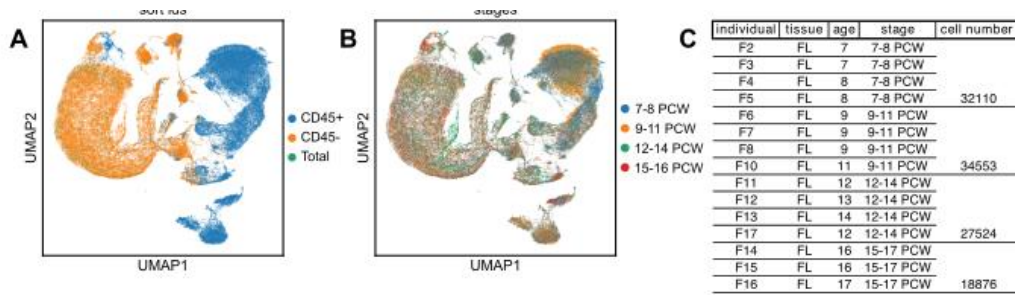 sort ids
stages
A
UMAP2
UMAP1
CD45+
CD45-
Total
B
UMAP2
UMAP1
7-8 PCW
9-11 PCW
12-14 PCW
15-16 PCW
C
individual tissue age stage cell number
F2 FL 7 7-8 PCW
F3 FL 7 7-8 PCW
F4 FL 8 7-8 PCW
F5 FL 8 7-8 PCW 32110
F6 FL 9 9-11 PCW
F7 FL 9 9-11 PCW
F8 FL 9 9-11 PCW
F10 FL 11 9-11 PCW 34553
F11 FL 12 12-14 PCW
F12 FL 13 12-14 PCW
F13 FL 14 12-14 PCW
F17 FL 12 12-14 PCW 27524
F14 FL 16 15-17 PCW
F15 FL 16 15-17 PCW
F16 FL 17 15-17 PCW 18876